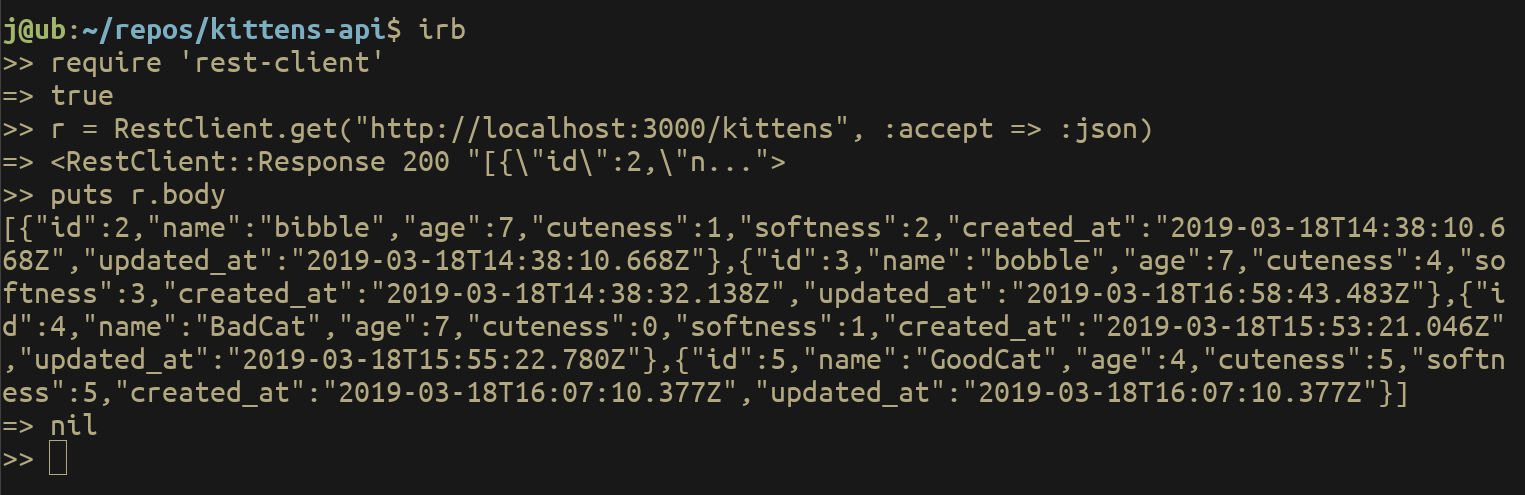 j@ub:~/repos/kittens-api$ irb
>> require 'rest-client'
=> true
>> r = RestClient.get("http://localhost:3000/kittens", :accept => :json)
=> <RestClient::Response 200 "[{\"id\":2,\"n...">
>> puts r.body
[{"id":2,"name":"bibble","age":7,"cuteness":1,"softness":2,"created_at":"2019-03-18T14:38:10.6
68Z","updated_at":"2019-03-18T14:38:10.668Z"},{"id":3,"name":"bobble","age":7,"cuteness":4,"so
ftness":3,"created_at":"2019-03-18T14:38:32.138Z","updated_at":"2019-03-18T16:58:43.483Z"},{"i
d":4,"name":"BadCat","age":7,"cuteness":0,"softness":1,"created_at":"2019-03-18T15:53:21.046Z"
,"updated_at":"2019-03-18T15:55:22.780Z"},{"id":5,"name":"GoodCat","age":4,"cuteness":5,"softn
ess":5,"created_at":"2019-03-18T16:07:10.377Z","updated_at":"2019-03-18T16:07:10.377Z"}]
=> nil
>>